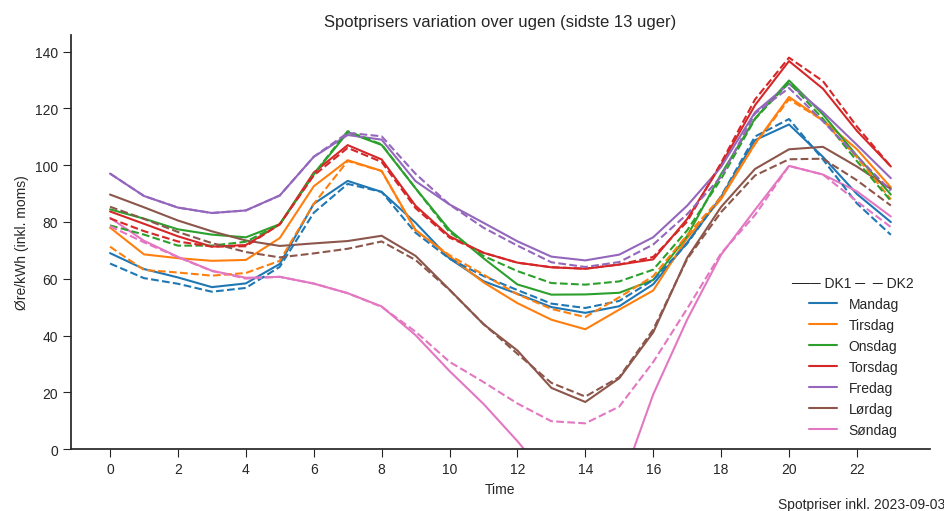 Spotprisers variation over ugen (sidste 13 uger)
Øre/kWh (inkl. moms)
140
120
100
80
60
40
20
0
0 2 4 6 8 10 12 14 16 18 20 22
Time
DK1 DK2
Mandag
Tirsdag
Onsdag
Torsdag
Fredag
Lørdag
Søndag
Spotpriser inkl. 2023-09-03